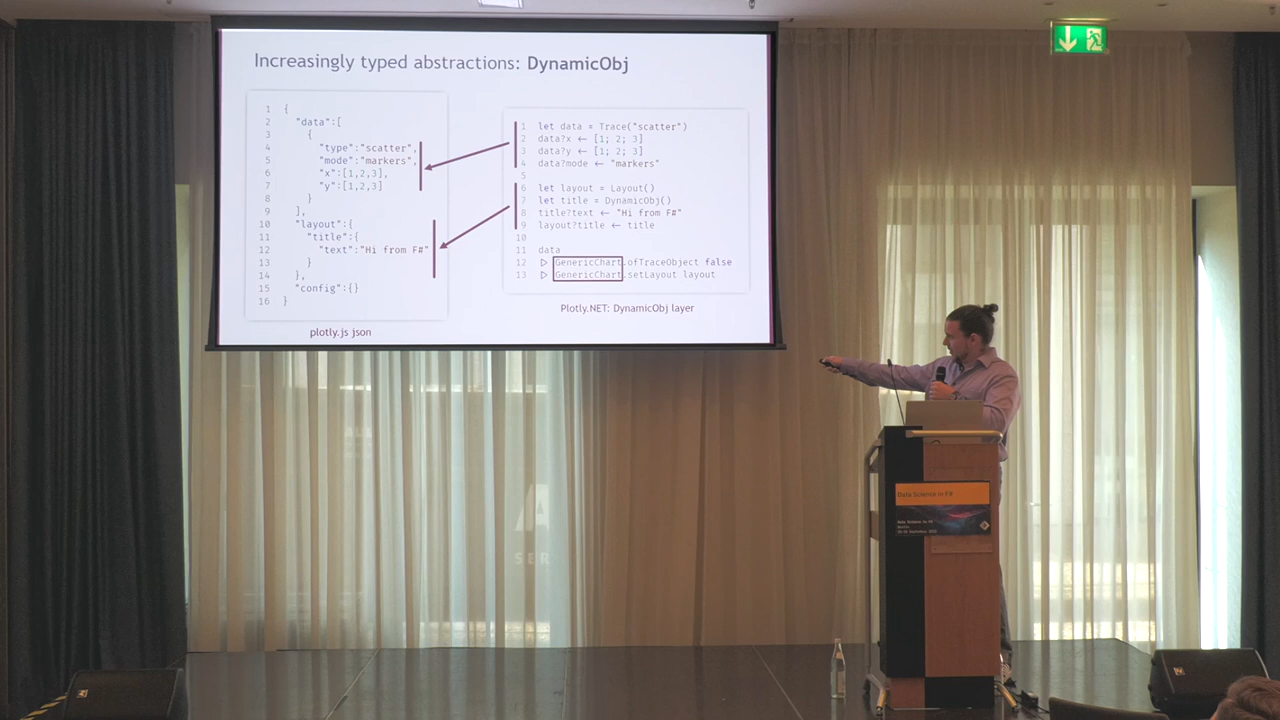 Increasingly typed abstractions: DynamicObj
1 {
2 "data":[
3 {
4 "type":"scatter",
5 "mode":"markers",
6 "x":[1,2,3],
7 "y":[1,2,3]
8 }
9 ],
10 "layout":{
11 "title":{
12 "text":"Hi from F#"
13 }
14 },
15 "config":{}
16 }
plotly.js json
1 let data = Trace("scatter")
2 data?x <- [1; 2; 3]
3 data?y <- [1; 2; 3]
4 data?mode <- "markers"
5
6 let layout = Layout()
7 let title = DynamicObj()
8 title?text <- "Hi from F#"
9 layout?title <- title
10
11 data
12 |> GenericChart.ofTraceObject false
13 |> GenericChart.setLayout layout
Plotly.NET: DynamicObj layer
Data Science in F#
Data Science in F#
A
SER